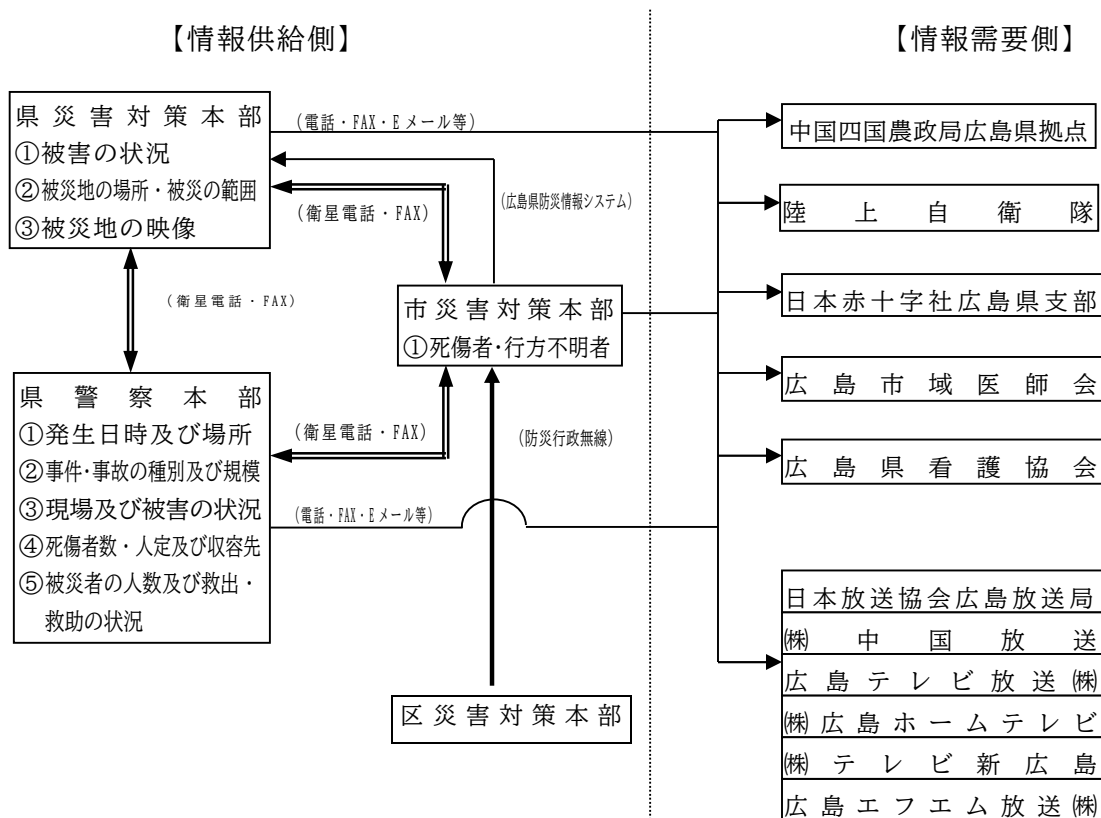 【情報供給側】
【情報需要側】
県災害対策本部
①被害の状況
②被災地の場所・被災の範囲
③被災地の映像
（電話・FAX・Eメール等）
（衛星電話・FAX）
（広島県防災情報システム）
（衛星電話・FAX）
市災害対策本部
①死傷者・行方不明者
県警察本部
①発生日時及び場所
②事件・事故の種別及び規模
③現場及び被害の状況
④死傷者数・人定及び収容先
⑤被災者の人数及び救出・
救助の状況
（衛星電話・FAX）
（防災行政無線）
（電話・FAX・Eメール等）
区災害対策本部
中国四国農政局広島県拠点
陸上自衛隊
日本赤十字社広島県支部
広島市域医師会
広島県看護協会
日本放送協会広島放送局
㈱中国放送
広島テレビ放送㈱
㈱広島ホームテレビ
㈱テレビ新広島
広島エフエム放送㈱